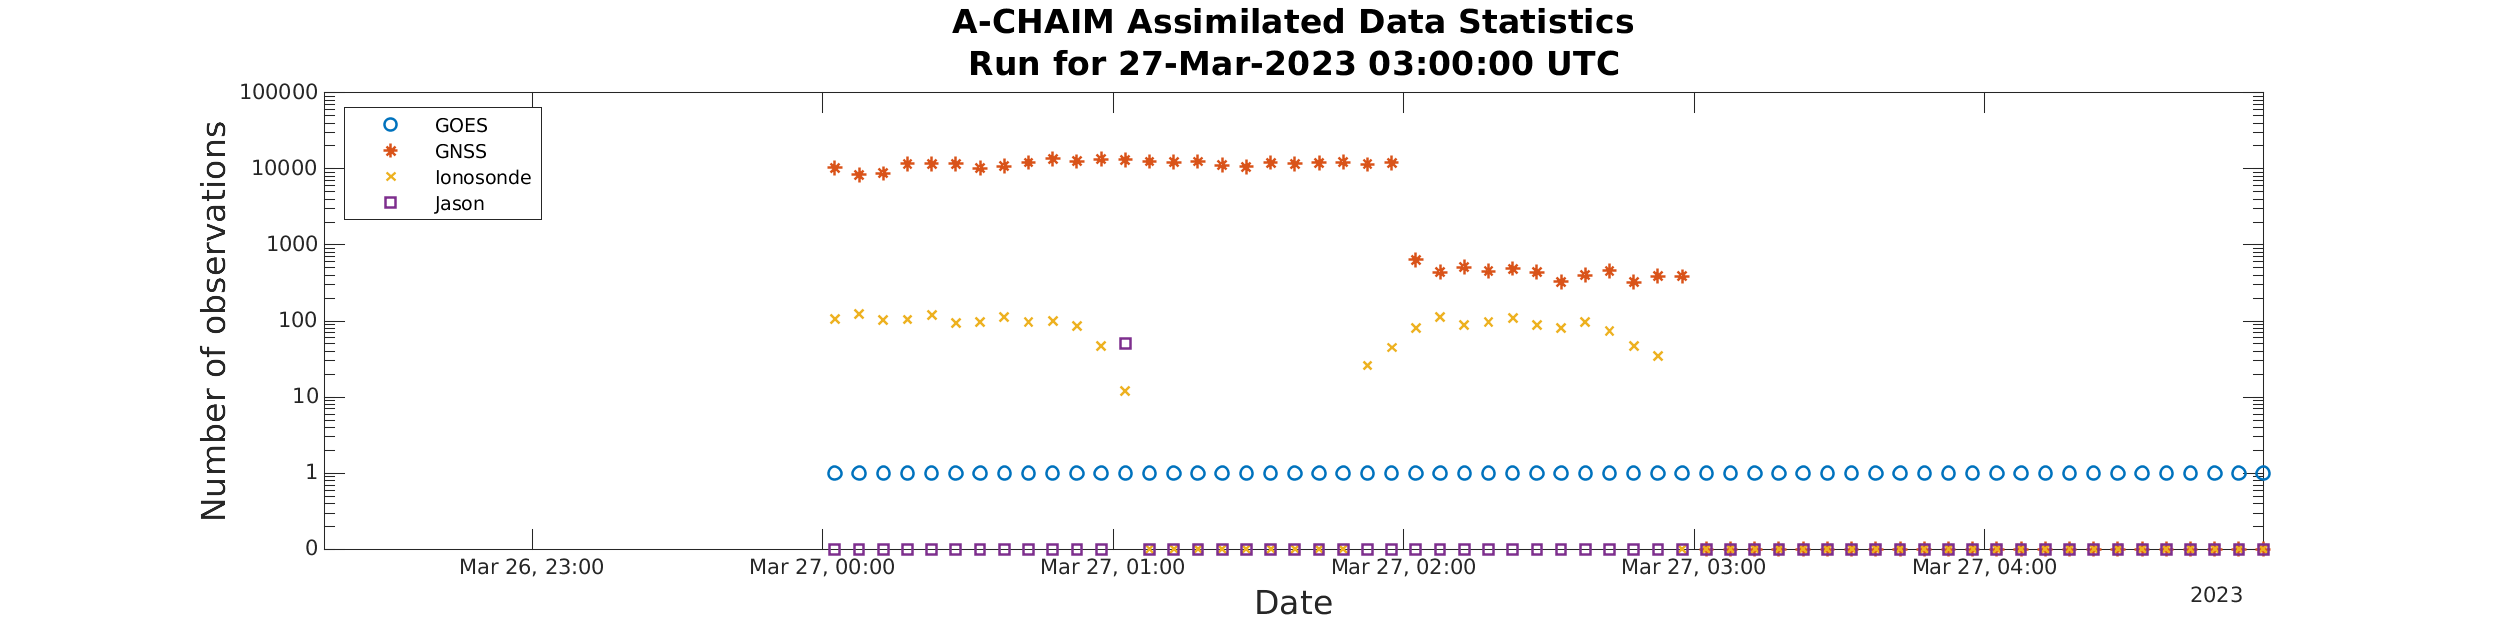 A-CHAIM Assimilated Data Statistics
Run for 27-Mar-2023 03:00:00 UTC
Number of observations
100000
10000
1000
100
10
1
0
GOES
GNSS
Ionosonde
Jason
Mar 26, 23:00
Mar 27, 00:00
Mar 27, 01:00
Mar 27, 02:00
Mar 27, 03:00
Mar 27, 04:00
2023
Date